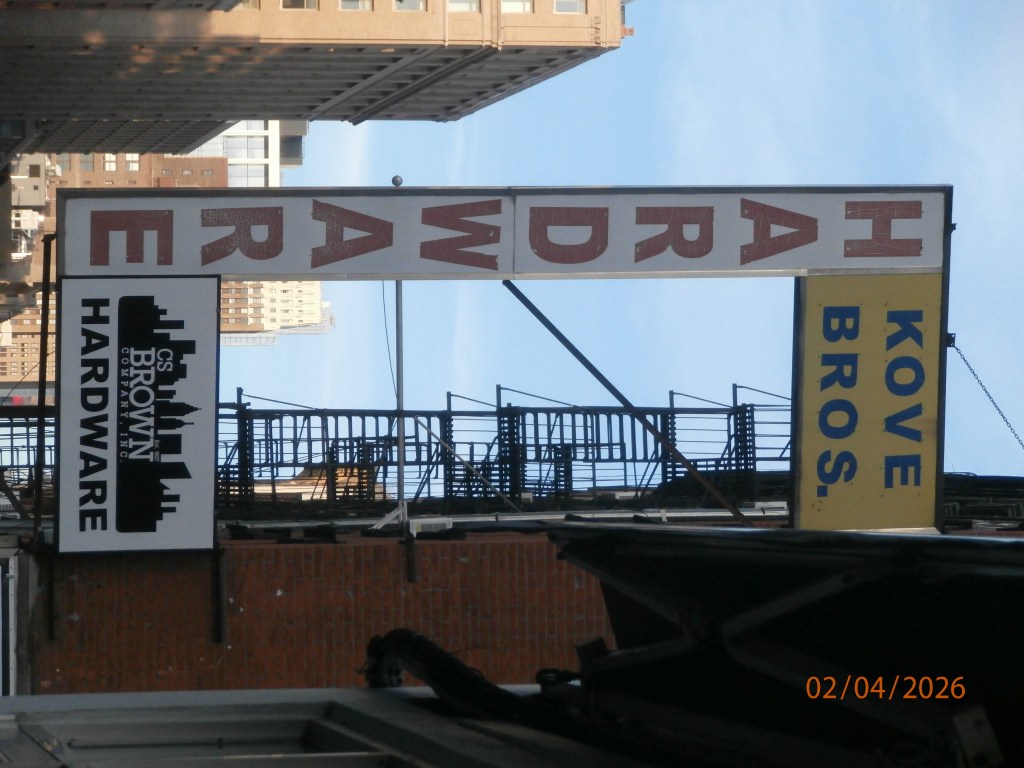 KOVE
BROS.
HARDWARE
CS
BROWN
COMPANY, INC.
HARDWARE
02/04/2026